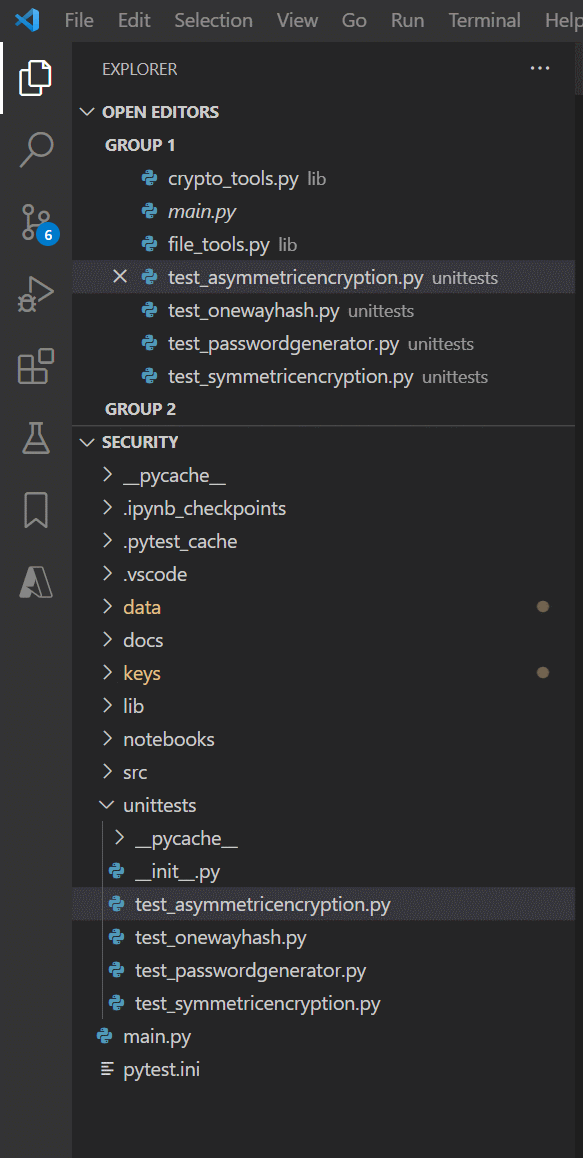 File Edit Selection View Go Run Terminal Help
EXPLORER
OPEN EDITORS
GROUP 1
crypto_tools.py lib
main.py
file_tools.py lib
test_asymmetricencryption.py unittests
test_onewayhash.py unittests
test_passwordgenerator.py unittests
test_symmetricencryption.py unittests
GROUP 2
6
SECURITY
__pycache__
.ipynb_checkpoints
.pytest_cache
.vscode
data
docs
keys
lib
notebooks
src
unittests
__pycache__
__init__.py
test_asymmetricencryption.py
test_onewayhash.py
test_passwordgenerator.py
test_symmetricencryption.py
main.py
pytest.ini